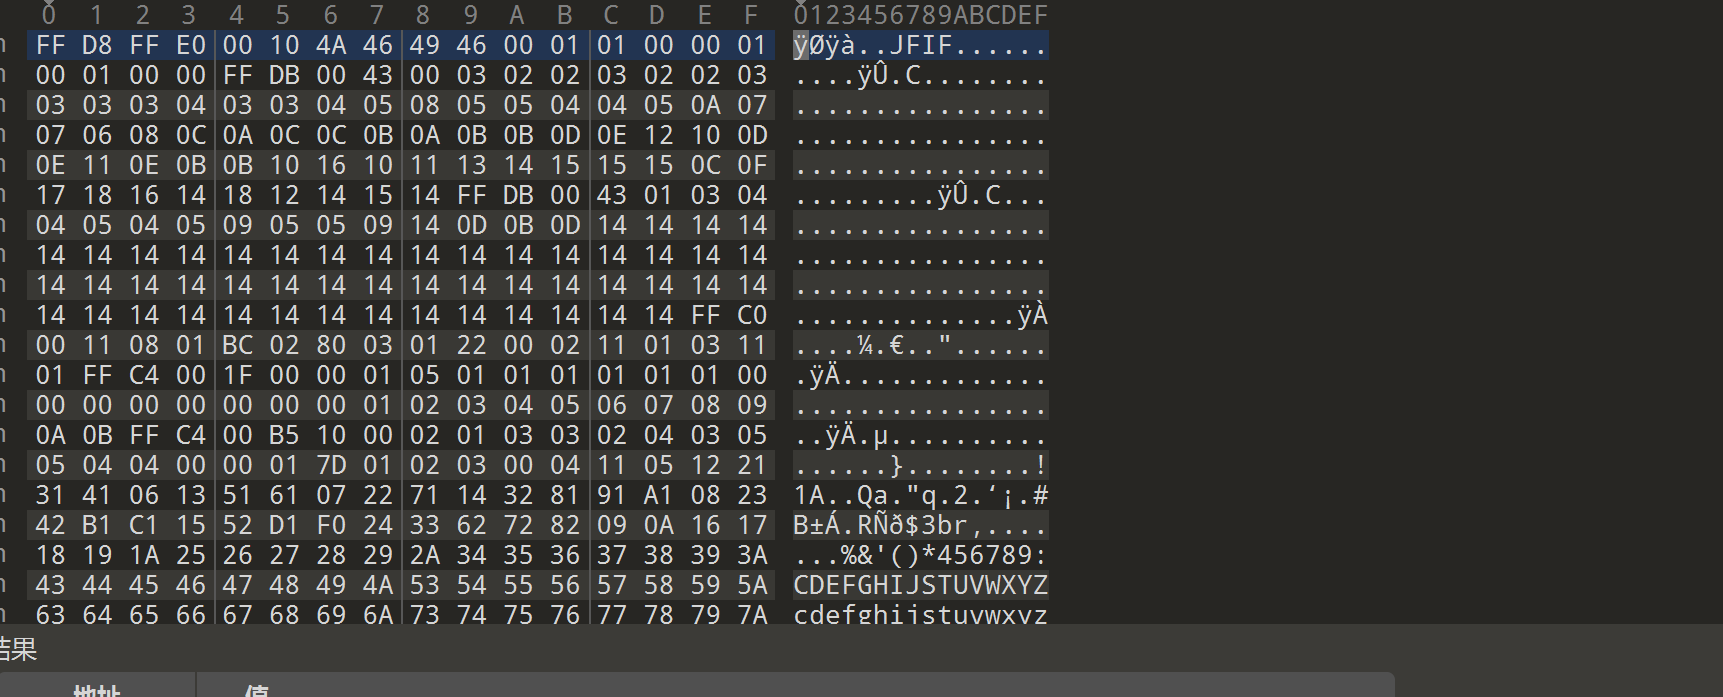 0 1 2 3 4 5 6 7 8 9 A B C D E F 0123456789ABCDEF
FF D8 FF E0 00 10 4A 46 49 46 00 01 01 00 00 01 ÿØÿà..JFIF......
00 01 00 00 FF DB 00 43 00 03 02 02 03 02 02 03 ....ÿÛ.C........
03 03 03 04 03 03 04 05 08 05 05 04 04 05 0A 07 ................
07 06 08 0C 0A 0C 0C 0B 0A 0B 0B 0D 0E 12 10 0D ................
0E 11 0E 0B 0B 10 16 10 11 13 14 15 15 15 0C 0F ................
17 18 16 14 18 12 14 15 14 FF DB 00 43 01 03 04 .........ÿÛ.C...
04 05 04 05 09 05 05 09 14 0D 0B 0D 14 14 14 14 ................
14 14 14 14 14 14 14 14 14 14 14 14 14 14 14 14 ................
14 14 14 14 14 14 14 14 14 14 14 14 14 14 14 14 ................
14 14 14 14 14 14 14 14 14 14 14 14 14 14 FF C0 ..............ÿÀ
00 11 08 01 BC 02 80 03 01 22 00 02 11 01 03 11 ....¼.€.."......
01 FF C4 00 1F 00 00 01 05 01 01 01 01 01 01 00 .ÿÄ.............
00 00 00 00 00 00 00 01 02 03 04 05 06 07 08 09 ................
0A 0B FF C4 00 B5 10 00 02 01 03 03 02 04 03 05 ..ÿÄ.µ..........
05 04 04 00 00 01 7D 01 02 03 00 04 11 05 12 21 ......}........!
31 41 06 13 51 61 07 22 71 14 32 81 91 A1 08 23 1A..Qa."q.2.‘¡.#
42 B1 C1 15 52 D1 F0 24 33 62 72 82 09 0A 16 17 B±Á.RÑð$3br‚....
18 19 1A 25 26 27 28 29 2A 34 35 36 37 38 39 3A ...%&'()*456789:
43 44 45 46 47 48 49 4A 53 54 55 56 57 58 59 5A CDEFGHIJSTUVWXYZ
63 64 65 66 67 68 69 6A 73 74 75 76 77 78 79 7A cdefghijstuvwxyz
结果
地址 值